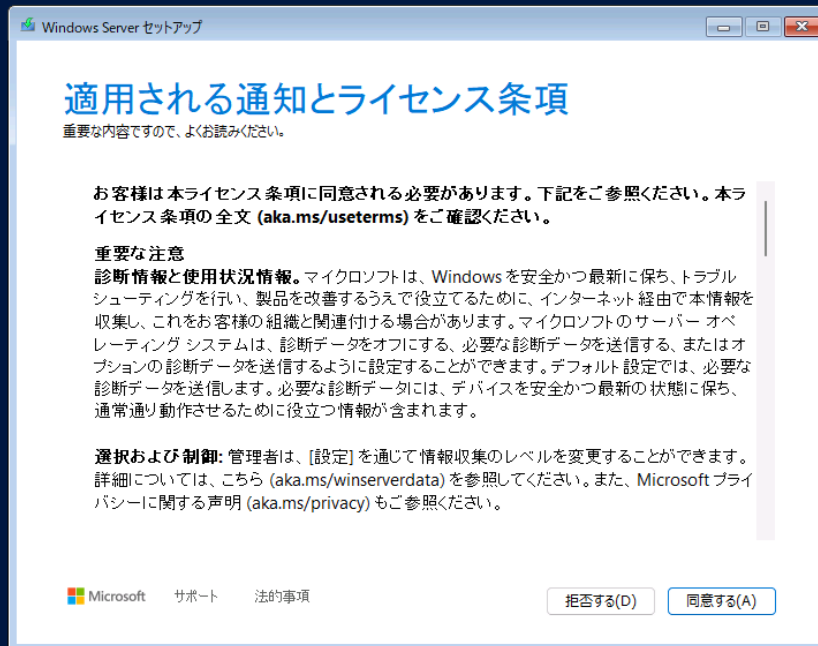 Windows Server セットアップ
適用される通知とライセンス条項
重要な内容ですので、よくお読みください。
お客様は本ライセンス条項に同意される必要があります。下記をご参照ください。本ラ
イセンス条項の全文 (aka.ms/useterms) をご確認ください。
重要な注意
診断情報と使用状況情報。マイクロソフトは、Windows を安全かつ最新に保ち、トラブル
シューティングを行い、製品を改善するうえで役立てるために、インターネット経由で本情報を
収集し、これをお客様の組織と関連付ける場合があります。マイクロソフトのサーバー オペ
レーティング システムは、診断データをオフにする、必要な診断データを送信する、またはオ
プションの診断データを送信するように設定することができます。デフォルト設定では、必要な
診断データを送信します。必要な診断データには、デバイスを安全かつ最新の状態に保ち、
通常通り動作させるために役立つ情報が含まれます。
選択および制御: 管理者は、[設定] を通じて情報収集のレベルを変更することができます。
詳細については、こちら (aka.ms/winserverdata) を参照してください。また、Microsoft プライ
バシーに関する声明 (aka.ms/privacy) もご参照ください。
Microsoft サポート 法的事項
拒否する(D) 同意する(A)